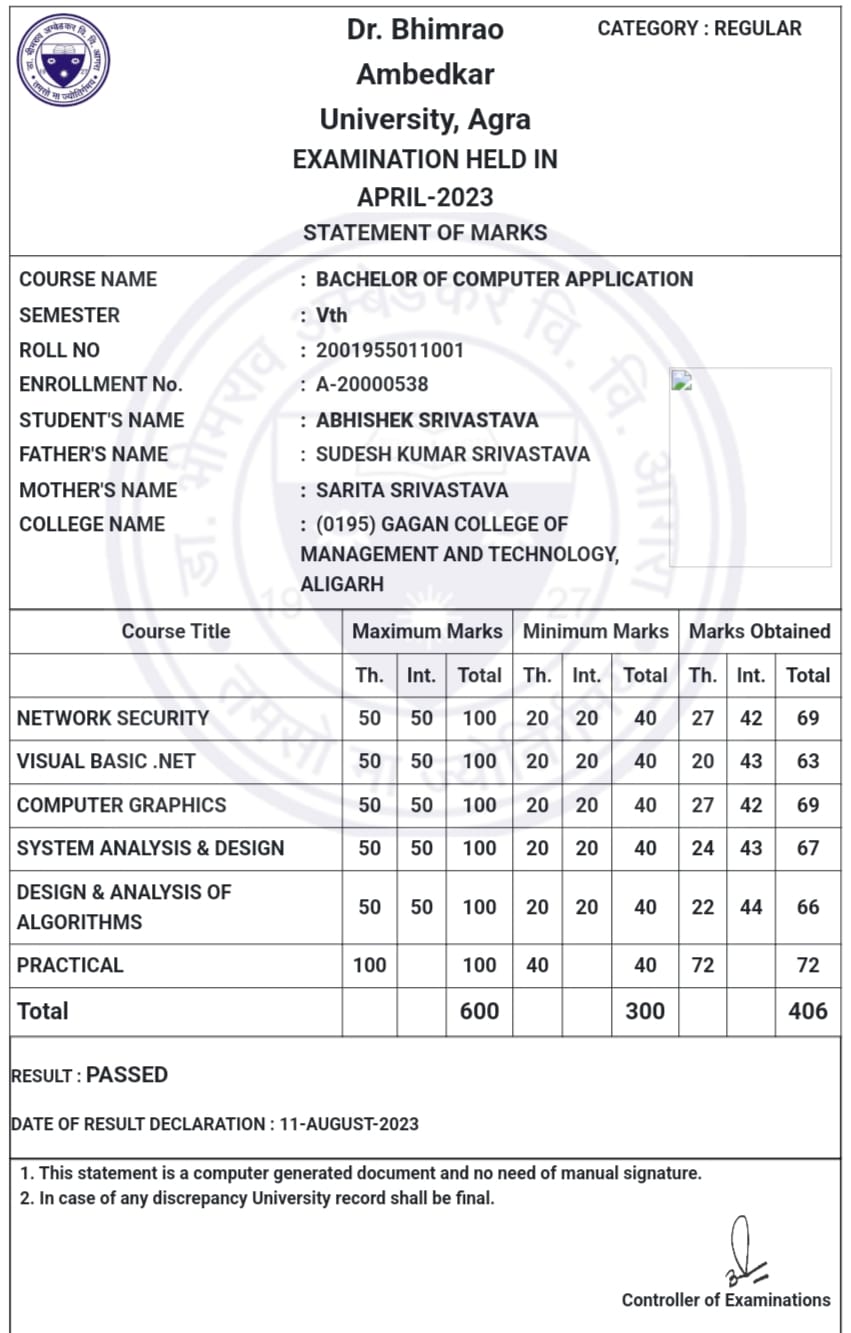 Dr. Bhimrao
Ambedkar
University, Agra
CATEGORY : REGULAR
EXAMINATION HELD IN
APRIL-2023
STATEMENT OF MARKS
डा. भीमराव अम्बेडकर वि. वि. आगरा
तमसो मा ज्योतिर्गमय
1927
COURSE NAME : BACHELOR OF COMPUTER APPLICATION
SEMESTER : Vth
ROLL NO : 2001955011001
ENROLLMENT No. : A-20000538
STUDENT'S NAME : ABHISHEK SRIVASTAVA
FATHER'S NAME : SUDESH KUMAR SRIVASTAVA
MOTHER'S NAME : SARITA SRIVASTAVA
COLLEGE NAME : (0195) GAGAN COLLEGE OF
MANAGEMENT AND TECHNOLOGY,
ALIGARH
Course Title Maximum Marks Minimum Marks Marks Obtained
Th. Int. Total Th. Int. Total Th. Int. Total
NETWORK SECURITY 50 50 100 20 20 40 27 42 69
VISUAL BASIC .NET 50 50 100 20 20 40 20 43 63
COMPUTER GRAPHICS 50 50 100 20 20 40 27 42 69
SYSTEM ANALYSIS & DESIGN 50 50 100 20 20 40 24 43 67
DESIGN & ANALYSIS OF
ALGORITHMS 50 50 100 20 20 40 22 44 66
PRACTICAL 100 100 40 40 72 72
Total 600 300 406
RESULT : PASSED
DATE OF RESULT DECLARATION : 11-AUGUST-2023
1. This statement is a computer generated document and no need of manual signature.
2. In case of any discrepancy University record shall be final.
Controller of Examinations